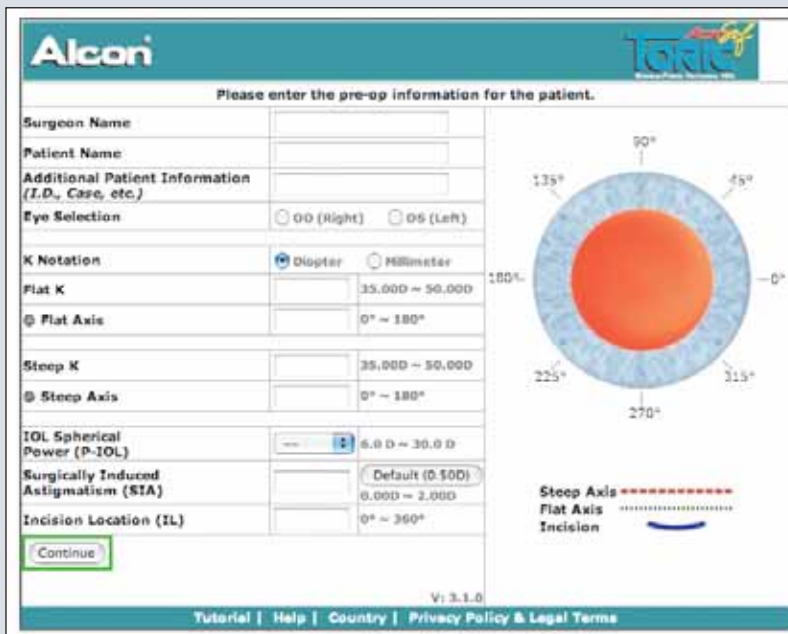 Alcon
AcrySof
TORIC
Please enter the pre-op information for the patient.
Surgeon Name
Patient Name
Additional Patient Information
(I.D., Case, etc.)
Eye Selection
OD (Right)
OS (Left)
K Notation
Diopter
Millimeter
Flat K
35.00D ~ 50.00D
@ Flat Axis
0° ~ 180°
Steep K
35.00D ~ 50.00D
@ Steep Axis
0° ~ 180°
IOL Spherical
Power (P-IOL)
--
6.0 D ~ 30.0 D
Surgically Induced
Astigmatism (SIA)
Default (0.50D)
0.00D ~ 2.00D
Incision Location (IL)
0° ~ 360°
Continue
V: 3.1.0
90°
135°
45°
180°
0°
225°
315°
270°
Steep Axis
Flat Axis
Incision
Tutorial | Help | Country | Privacy Policy & Legal Terms